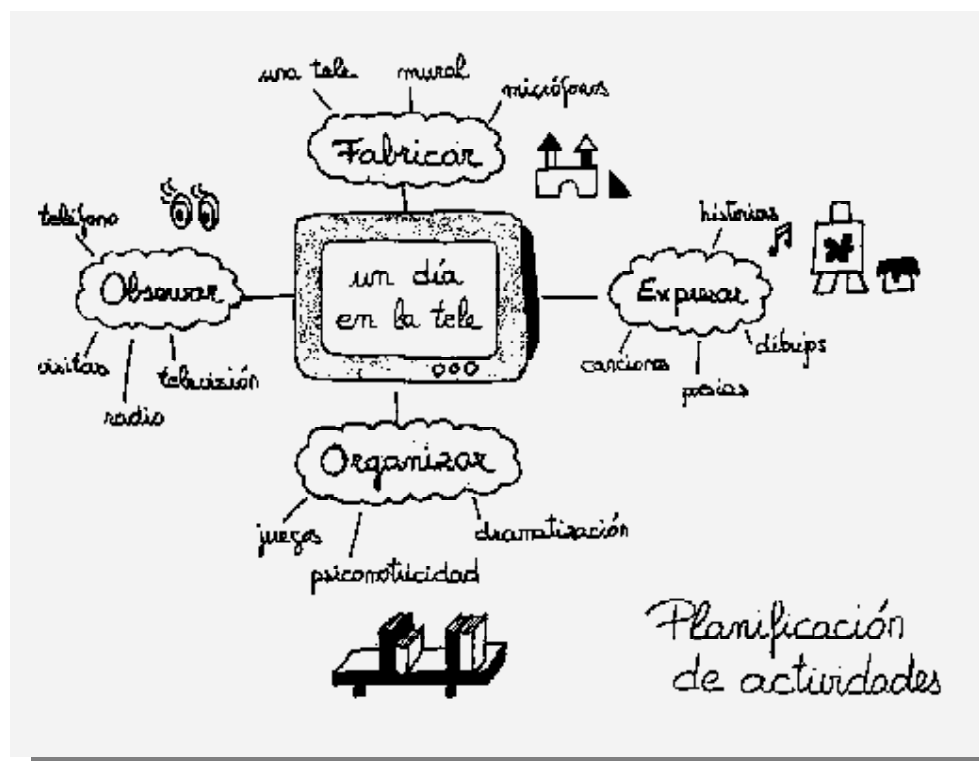 una tele
mural
micrófonos
Fabricar
teléfono
historias
Observar
un día
en la tele
Expresar
visitas
radio
televisión
canciones
poesías
dibujos
Organizar
juegos
psicomotricidad
dramatización
Planificación
de actividades